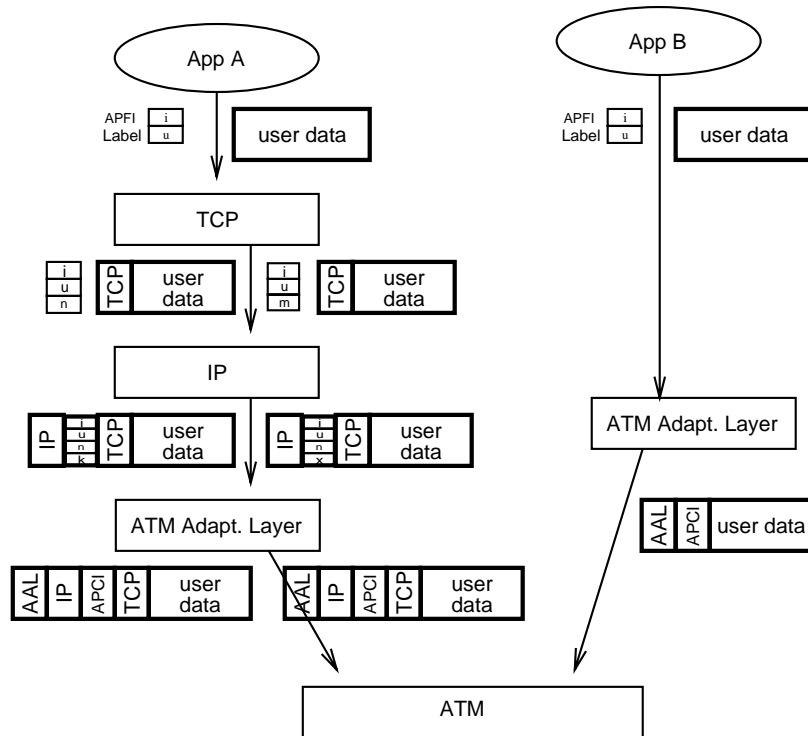 App A
App B
APFI i
Label u
user data
APFI i
Label u
user data
TCP
i
u
n
TCP
user
data
i
u
m
TCP
user
data
IP
IP
i
u
n
k
TCP
user
data
IP
i
u
n
x
TCP
user
data
ATM Adapt. Layer
ATM Adapt. Layer
AAL
APCI
user data
AAL
IP
APCI
TCP
user
data
AAL
IP
APCI
TCP
user
data
ATM